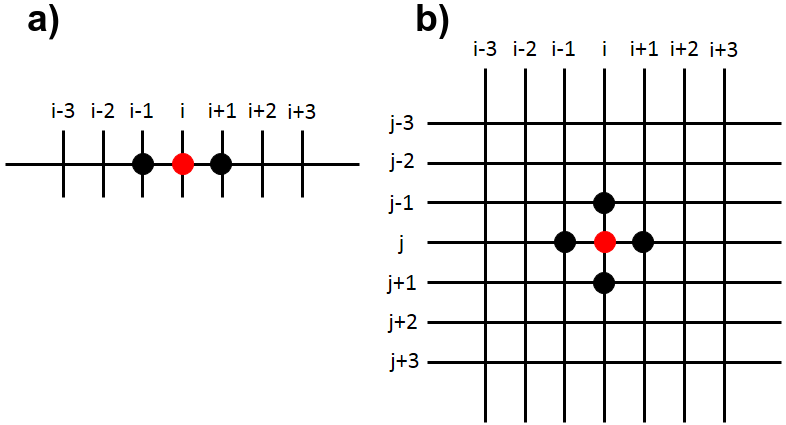 a)
i-3 i-2 i-1 i i+1 i+2 i+3
b)
i-3 i-2 i-1 i i+1 i+2 i+3
j-3
j-2
j-1
j
j+1
j+2
j+3